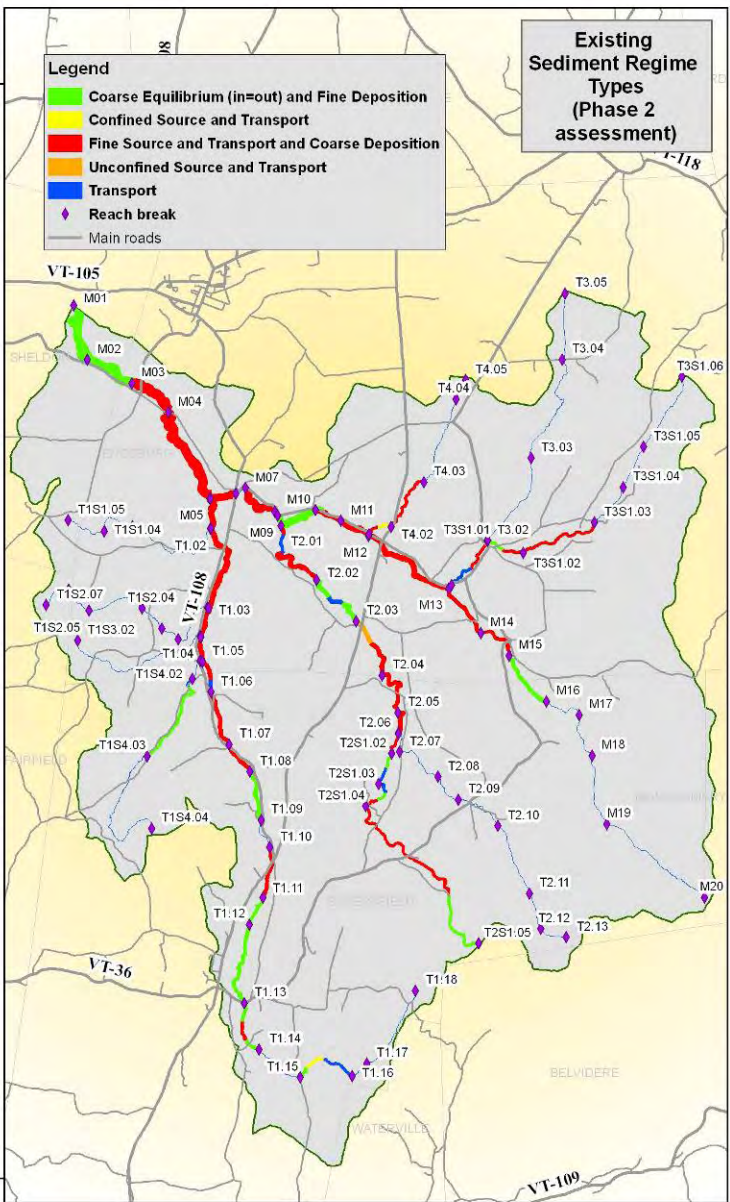 Existing
Sediment Regime
Types
(Phase 2
assessment)
Legend
Coarse Equilibrium (in=out) and Fine Deposition
Confined Source and Transport
Fine Source and Transport and Coarse Deposition
Unconfined Source and Transport
Transport
Reach break
Main roads
VT-118
VT-105
M01
T3.05
M02
SHELDON
T3.04
M03
T4.05
T3S1.06
T4.04
M04
T3S1.05
T3.03
T4.03
T3S1.04
M07
M10
M11
T1S1.05
T3S1.01
T3.02
T3S1.03
M05
M09
T2.01
T4.02
T1S1.04
T1.02
M12
T3S1.02
T2.02
M13
T1S2.07
T1S2.04
VT-108
T1.03
T2.03
M14
T1S2.05
T1S3.02
T1.04
T1.05
M15
T1S4.02
T1.06
T2.04
M16
M17
T2.05
T1.07
T2.06
T2S1.02
T2.07
M18
T1S4.03
T1.08
T2S1.03
T2.08
FAIRFIELD
T2S1.04
T2.09
T1.09
T2.10
M19
T1S4.04
T1.10
T1.11
T2.11
M20
T1.12
T2.12
T2.13
T2S1.05
VT-36
T1.18
T1.13
T1.14
T1.17
T1.15
T1.16
BELVIDERE
WATERVILLE
VT-109